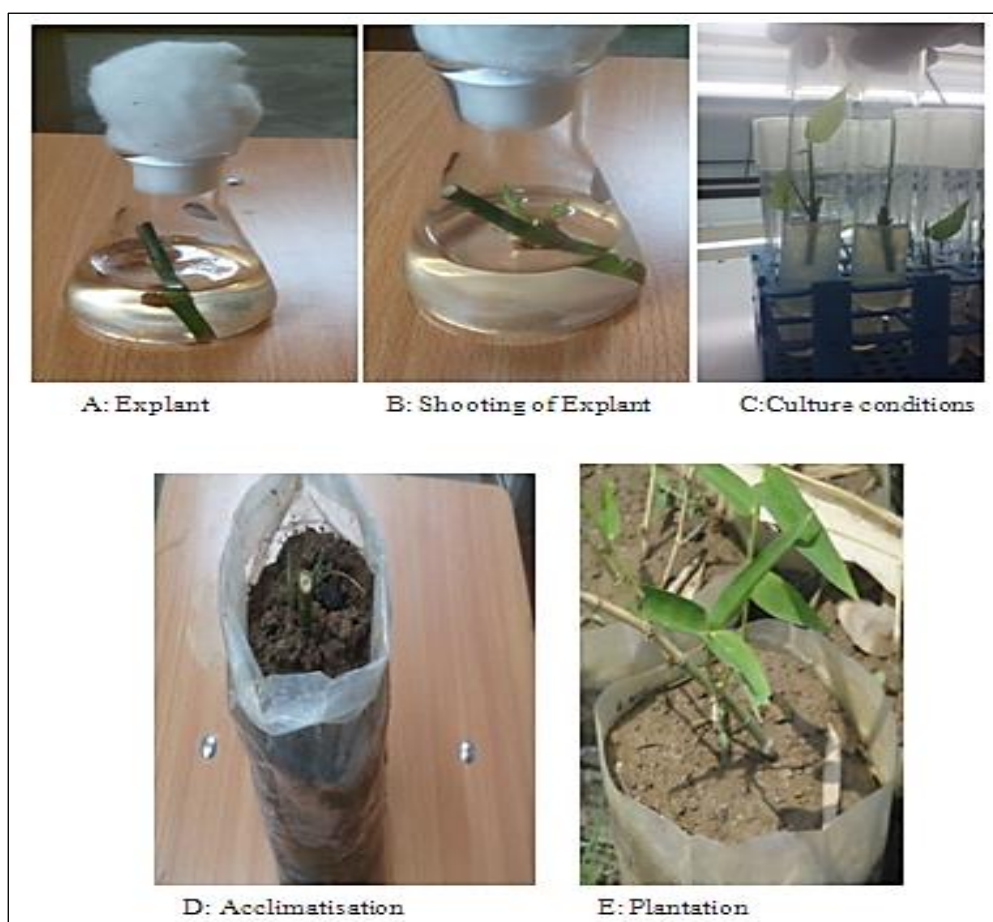 A: Explant
B: Shooting of Explant
C:Culture conditions
D: Acclimatisation
E: Plantation